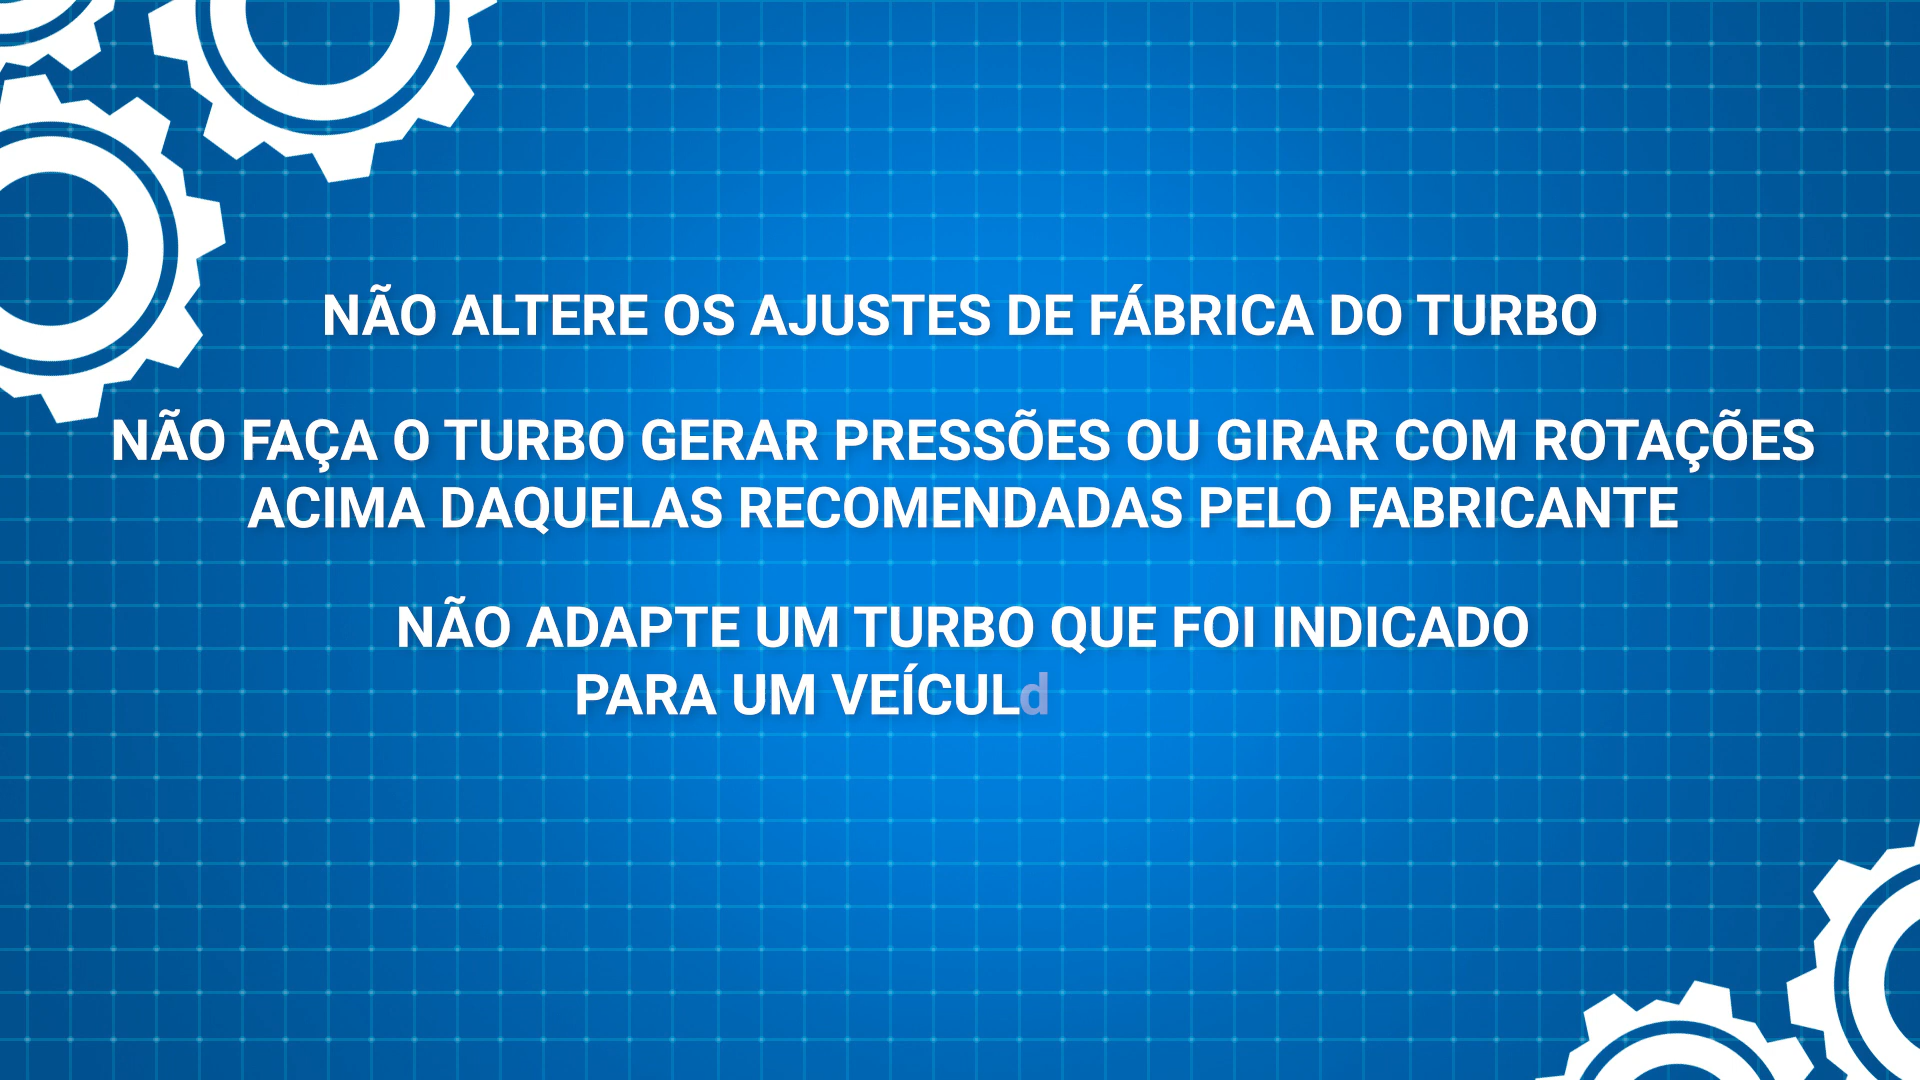 NÃO ALTERE OS AJUSTES DE FÁBRICA DO TURBO
NÃO FAÇA O TURBO GERAR PRESSÕES OU GIRAR COM ROTAÇÕES
ACIMA DAQUELAS RECOMENDADAS PELO FABRICANTE
NÃO ADAPTE UM TURBO QUE FOI INDICADO
PARA UM VEÍCULd